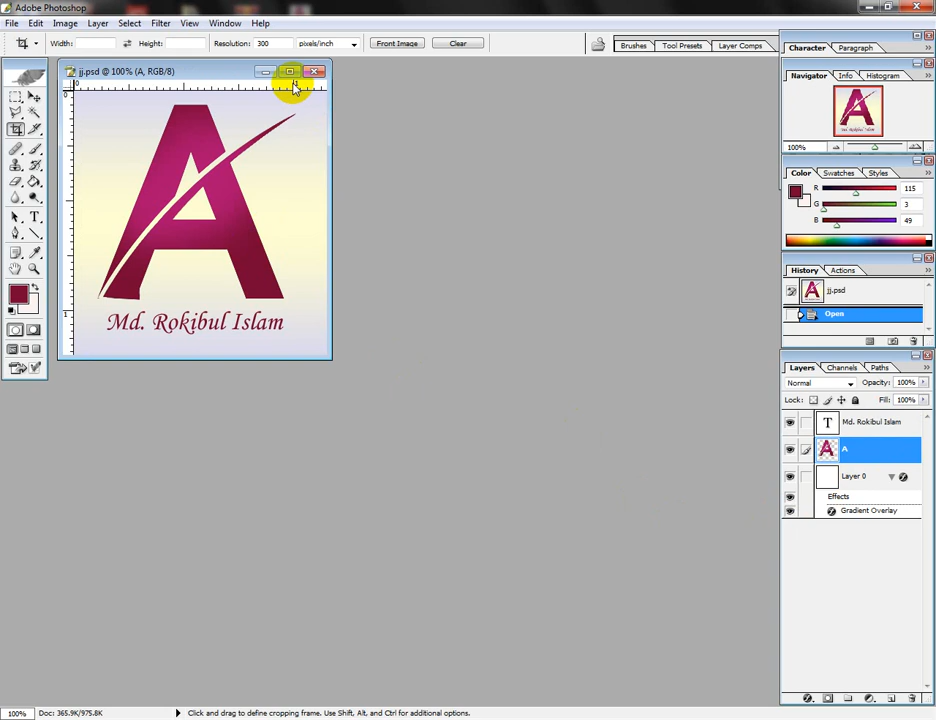 Adobe Photoshop
File Edit Image Layer Select Filter View Window Help
Width: Height: Resolution: 300 pixels/inch Front Image Clear Brushes Tool Presets Layer Comps
Character Paragraph
jj.psd @ 100% (A, RGB/8)
Navigator Info Histogram
100%
Color Swatches Styles
R 115
G 3
B 49
History Actions
jj.psd
Open
A
Md. Rokibul Islam
Layers Channels Paths
Normal Opacity: 100%
Lock: Fill: 100%
T Md. Rokibul Islam
A
Layer 0
Effects
Gradient Overlay
100% Doc: 365.9K/975.8K Click and drag to define cropping frame. Use Shift, Alt, and Ctrl for additional options.